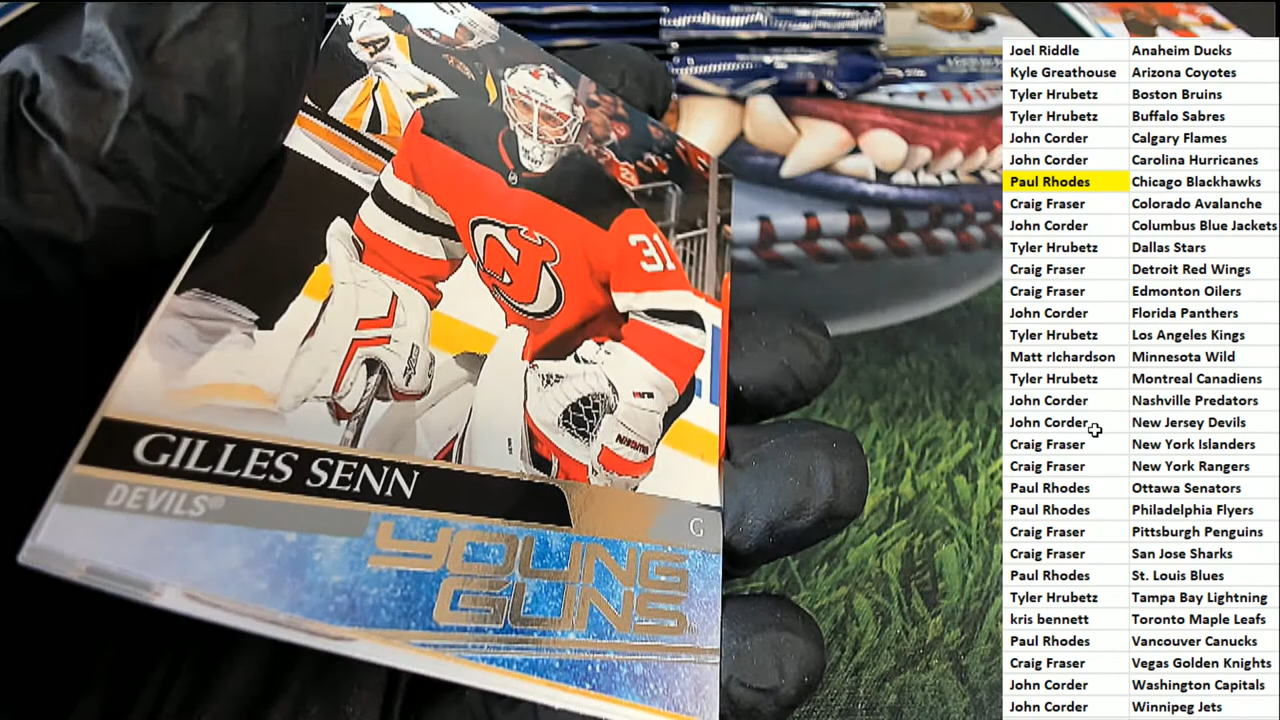 31
GILLES SENN
DEVILS®
G
YOUNG
GUNS
Joel Riddle Anaheim Ducks
Kyle Greathouse Arizona Coyotes
Tyler Hrubetz Boston Bruins
Tyler Hrubetz Buffalo Sabres
John Corder Calgary Flames
John Corder Carolina Hurricanes
Paul Rhodes Chicago Blackhawks
Craig Fraser Colorado Avalanche
John Corder Columbus Blue Jackets
Tyler Hrubetz Dallas Stars
Craig Fraser Detroit Red Wings
Craig Fraser Edmonton Oilers
John Corder Florida Panthers
Tyler Hrubetz Los Angeles Kings
Matt rIchardson Minnesota Wild
Tyler Hrubetz Montreal Canadiens
John Corder Nashville Predators
John Corder New Jersey Devils
Craig Fraser New York Islanders
Craig Fraser New York Rangers
Paul Rhodes Ottawa Senators
Paul Rhodes Philadelphia Flyers
Craig Fraser Pittsburgh Penguins
Craig Fraser San Jose Sharks
Paul Rhodes St. Louis Blues
Tyler Hrubetz Tampa Bay Lightning
kris bennett Toronto Maple Leafs
Paul Rhodes Vancouver Canucks
Craig Fraser Vegas Golden Knights
John Corder Washington Capitals
John Corder Winnipeg Jets